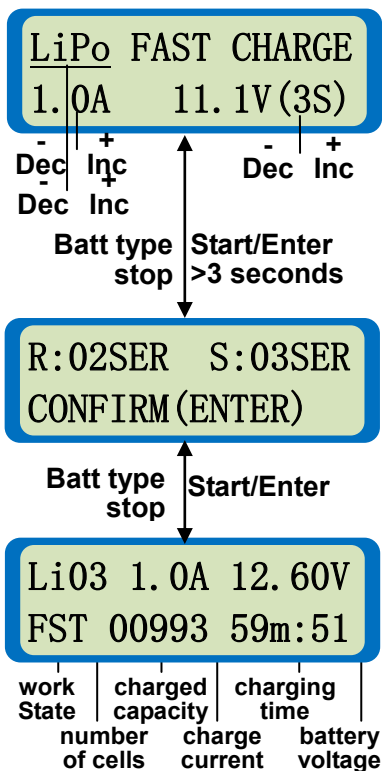 LiPo FAST CHARGE
1.0A 11.1V(3S)
- + - +
Dec Inc Dec Inc
- +
Dec Inc
Batt type Start/Enter
stop >3 seconds
R:02SER S:03SER
CONFIRM(ENTER)
Batt type Start/Enter
stop
Li03 1.0A 12.60V
FST 00993 59m:51
work charged charging
State capacity time
number charge battery
of cells current voltage